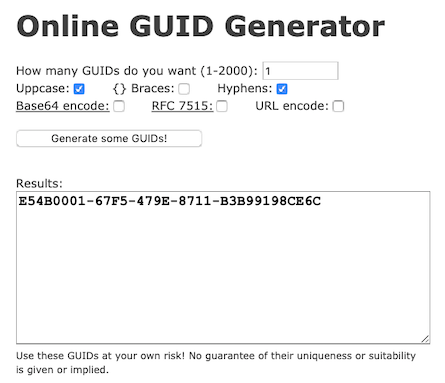 Online GUID Generator
How many GUIDs do you want (1-2000): 1
Uppcase: {} Braces: Hyphens:
Base64 encode: RFC 7515: URL encode:
Generate some GUIDs!
Results:
E54B0001-67F5-479E-8711-B3B99198CE6C
Use these GUIDs at your own risk! No guarantee of their uniqueness or suitability
is given or implied.